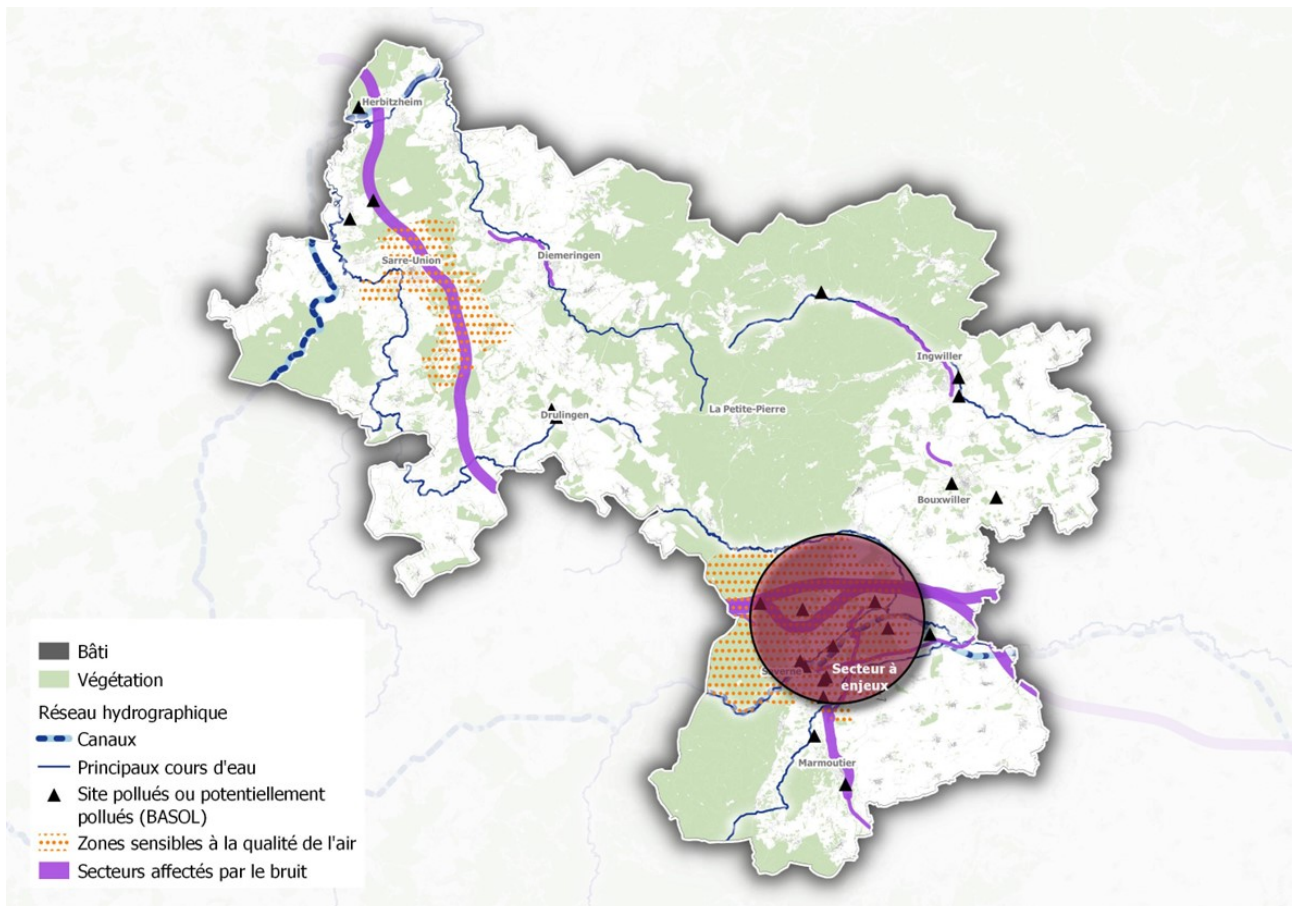 Herbitzheim
Sarre-Union
Diemeringen
Ingwiller
La Petite-Pierre
Drulingen
Bouxwiller
Saverne
Secteur à
enjeux
Marmoutier
Bâti
Végétation
Réseau hydrographique
Canaux
Principaux cours d'eau
Site pollués ou potentiellement
pollués (BASOL)
Zones sensibles à la qualité de l'air
Secteurs affectés par le bruit